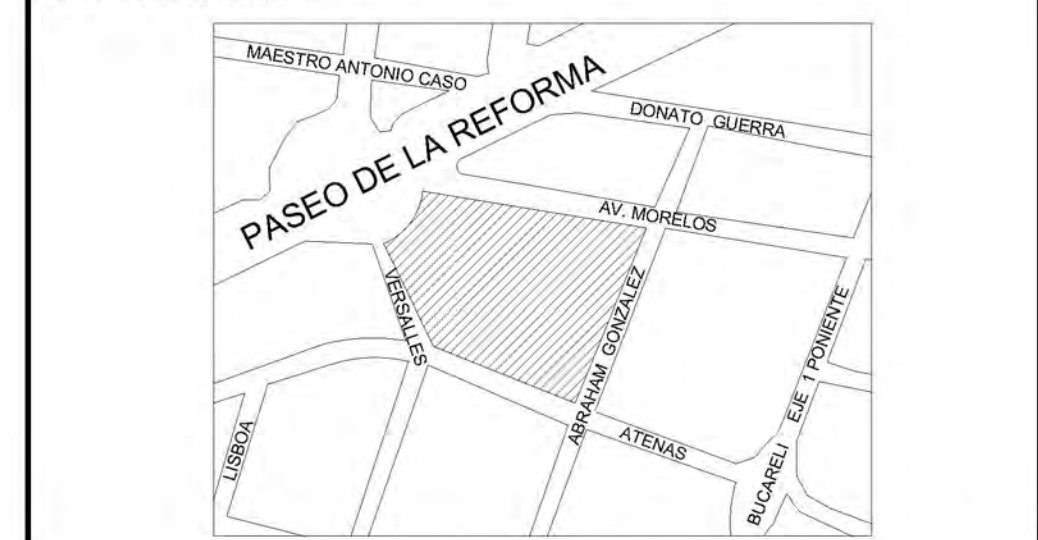 MAESTRO ANTONIO CASO
PASEO DE LA REFORMA
DONATO GUERRA
AV. MORELOS
VERSALLES
ABRAHAM GONZALEZ
EJE 1 PONIENTE
BUCARELI
ATENAS
LISBOA